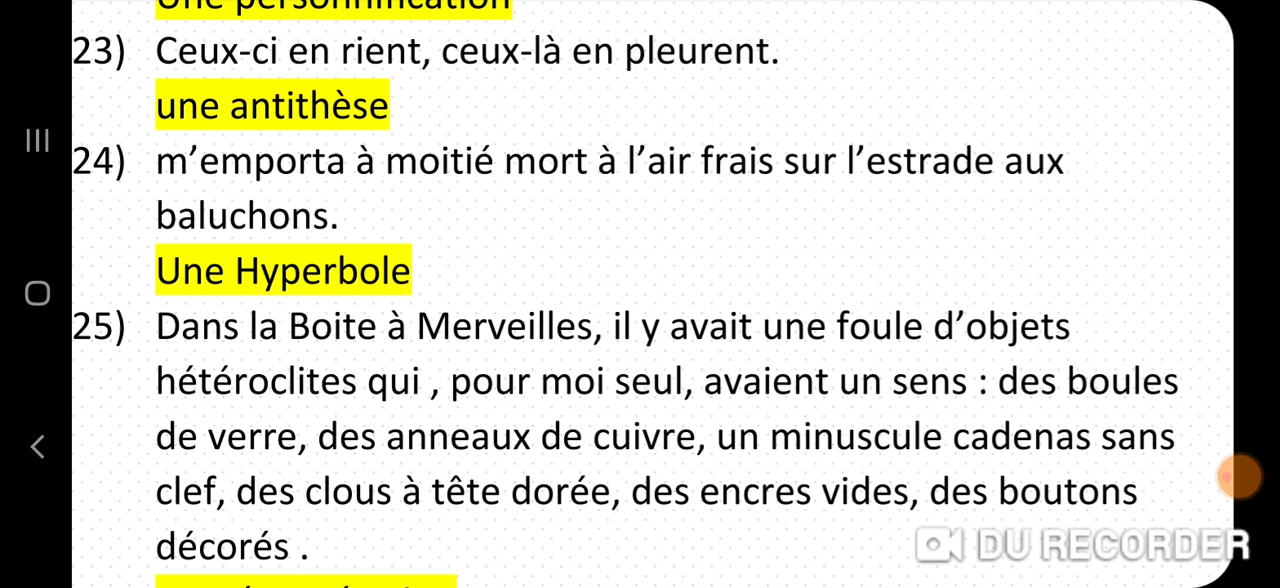 Une personnification
23) Ceux-ci en rient, ceux-là en pleurent.
une antithèse
24) m’emporta à moitié mort à l’air frais sur l’estrade aux
baluchons.
Une Hyperbole
25) Dans la Boite à Merveilles, il y avait une foule d’objets
hétéroclites qui , pour moi seul, avaient un sens : des boules
de verre, des anneaux de cuivre, un minuscule cadenas sans
clef, des clous à tête dorée, des encres vides, des boutons
décorés .
DU RECORDER